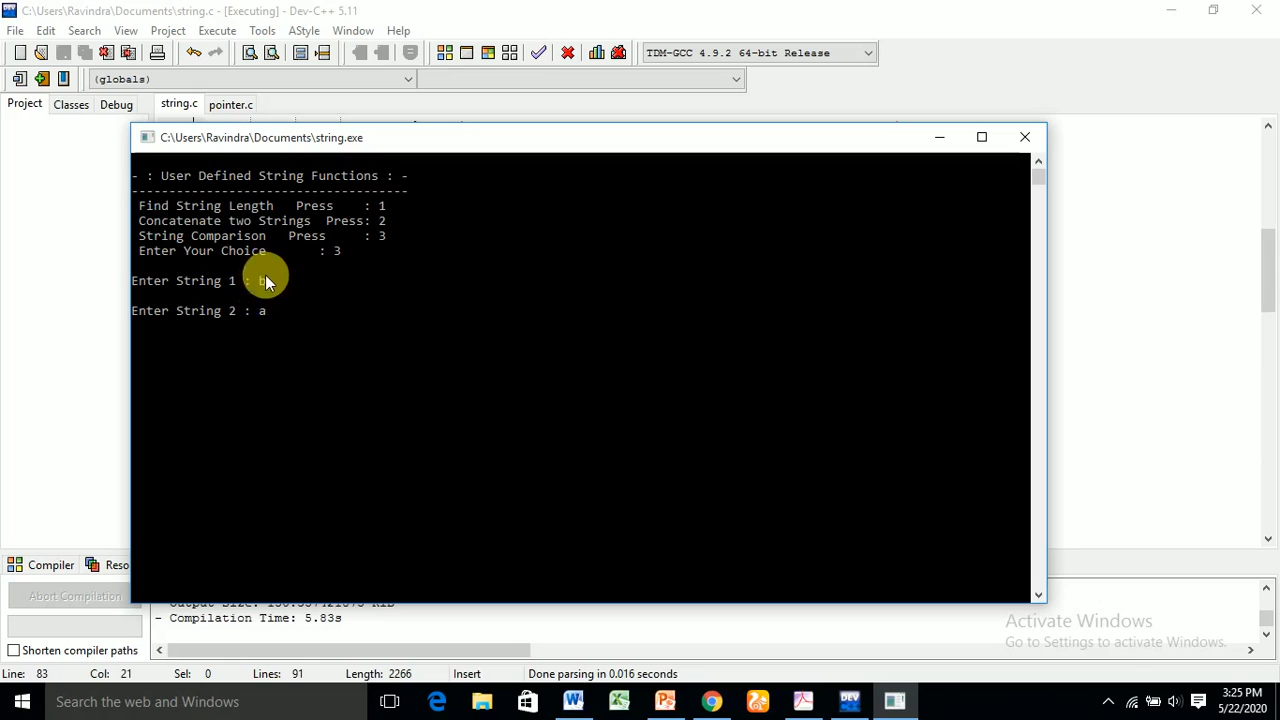 C:\Users\Ravindra\Documents\string.c - [Executing] - Dev-C++ 5.11
File Edit Search View Project Execute Tools AStyle Window Help
TDM-GCC 4.9.2 64-bit Release
(globals)
Project Classes Debug string.c pointer.c
C:\Users\Ravindra\Documents\string.exe
- : User Defined String Functions : -
-------------------------------------
Find String Length Press : 1
Concatenate two Strings Press: 2
String Comparison Press : 3
Enter Your Choice : 3
Enter String 1 : b
Enter String 2 : a
Compiler Reso
Abort Compilation
- Compilation Time: 5.83s
Shorten compiler paths
Activate Windows
Go to Settings to activate Windows.
Line: 83 Col: 21 Sel: 0 Lines: 91 Length: 2266 Insert Done parsing in 0.016 seconds
Search the web and Windows
3:25 PM
5/22/2020